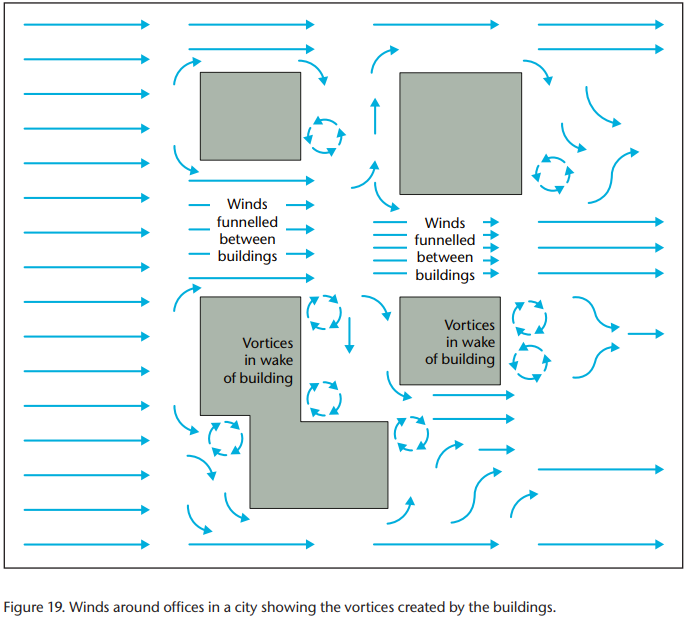 Winds
funnelled
between
buildings
Winds
funnelled
between
buildings
Vortices
in wake
of building
Vortices
in wake
of building
Figure 19. Winds around offices in a city showing the vortices created by the buildings.